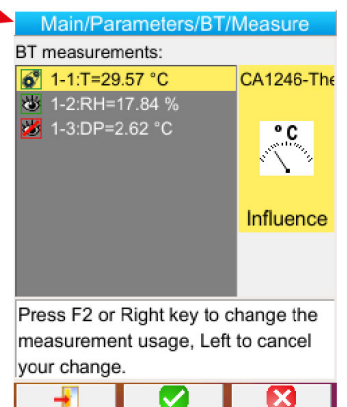 Main/Parameters/BT/Measure
BT measurements:
1-1:T=29.57 °C CA1246-The
1-2:RH=17.84 %
1-3:DP=2.62 °C
°C
Influence
Press F2 or Right key to change the
measurement usage, Left to cancel
your change.